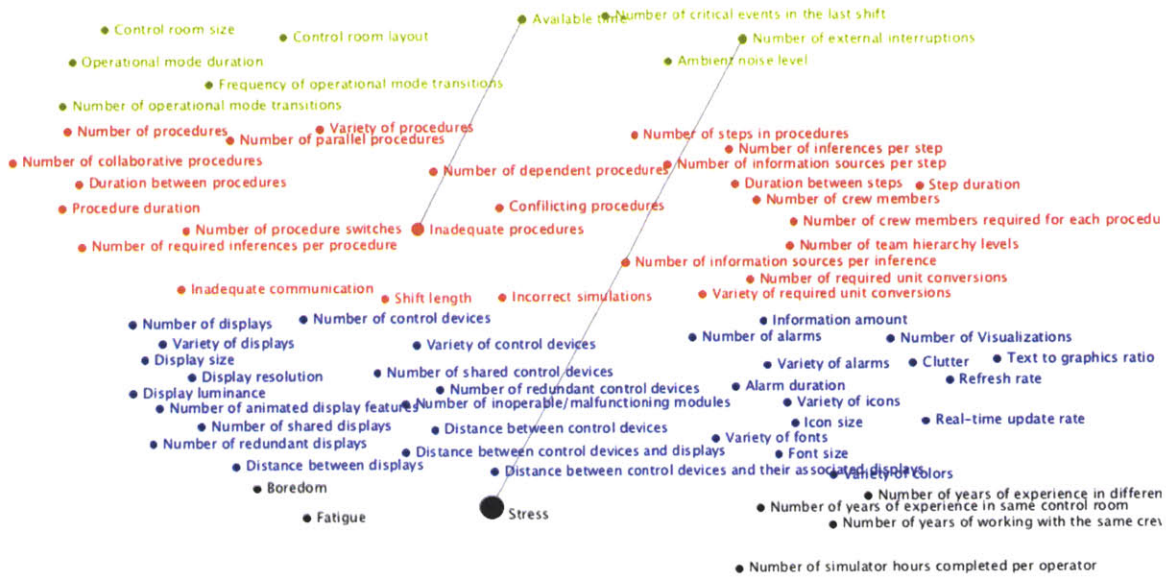 Available time
Number of critical events in the last shift
Control room size
Control room layout
Number of external interruptions
Operational mode duration
Ambient noise level
Frequency of operational mode transitions
Number of operational mode transitions
Number of procedures
Variety of procedures
Number of parallel procedures
Number of steps in procedures
Number of inferences per step
Number of collaborative procedures
Number of dependent procedures
Number of information sources per step
Duration between procedures
Duration between steps
Step duration
Number of crew members
Procedure duration
Conflicting procedures
Number of crew members required for each procedu
Number of procedure switches
Inadequate procedures
Number of required inferences per procedure
Number of team hierarchy levels
Number of information sources per inference
Number of required unit conversions
Inadequate communication
Shift length
Incorrect simulations
Variety of required unit conversions
Number of displays
Number of control devices
Information amount
Variety of displays
Variety of control devices
Number of alarms
Number of Visualizations
Display size
Variety of alarms
Clutter
Text to graphics ratio
Display resolution
Number of shared control devices
Refresh rate
Display luminance
Number of redundant control devices
Alarm duration
Number of animated display features
Number of inoperable/malfunctioning modules
Variety of icons
Number of shared displays
Distance between control devices
Icon size
Real-time update rate
Number of redundant displays
Distance between control devices and displays
Variety of fonts
Font size
Distance between displays
Distance between control devices and their associated displays
Variety of colors
Boredom
Number of years of experience in differen
Number of years of experience in same control room
Fatigue
Stress
Number of years of working with the same crev
Number of simulator hours completed per operator